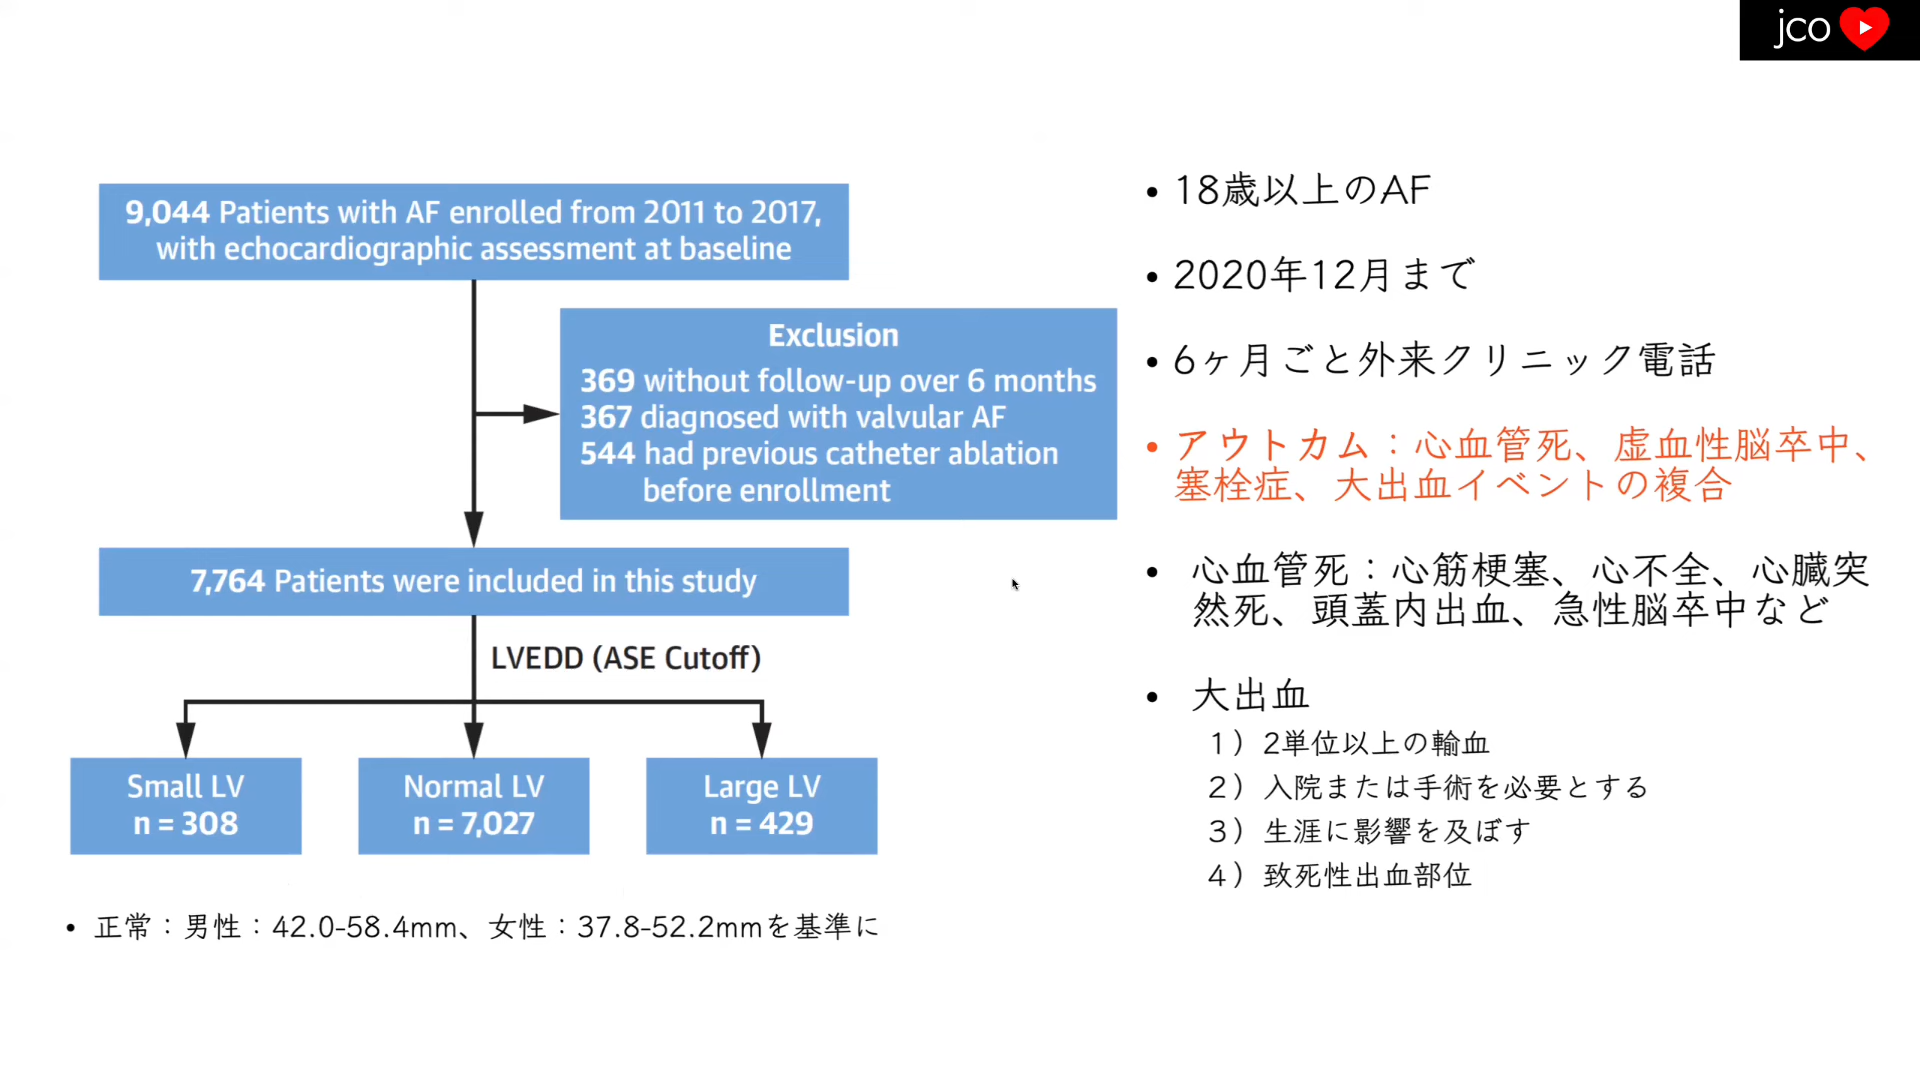 jco
9,044 Patients with AF enrolled from 2011 to 2017,
with echocardiographic assessment at baseline
Exclusion
369 without follow-up over 6 months
367 diagnosed with valvular AF
544 had previous catheter ablation
before enrollment
7,764 Patients were included in this study
LVEDD (ASE Cutoff)
Small LV
n = 308
Normal LV
n = 7,027
Large LV
n = 429
• 正常：男性：42.0-58.4mm、女性：37.8-52.2mmを基準に
• 18歳以上のAF
• 2020年12月まで
• 6ヶ月ごと外来クリニック電話
• アウトカム：心血管死、虚血性脳卒中、
塞栓症、大出血イベントの複合
• 心血管死：心筋梗塞、心不全、心臓突
然死、頭蓋内出血、急性脳卒中など
• 大出血
１）2単位以上の輸血
２）入院または手術を必要とする
３）生涯に影響を及ぼす
４）致死性出血部位